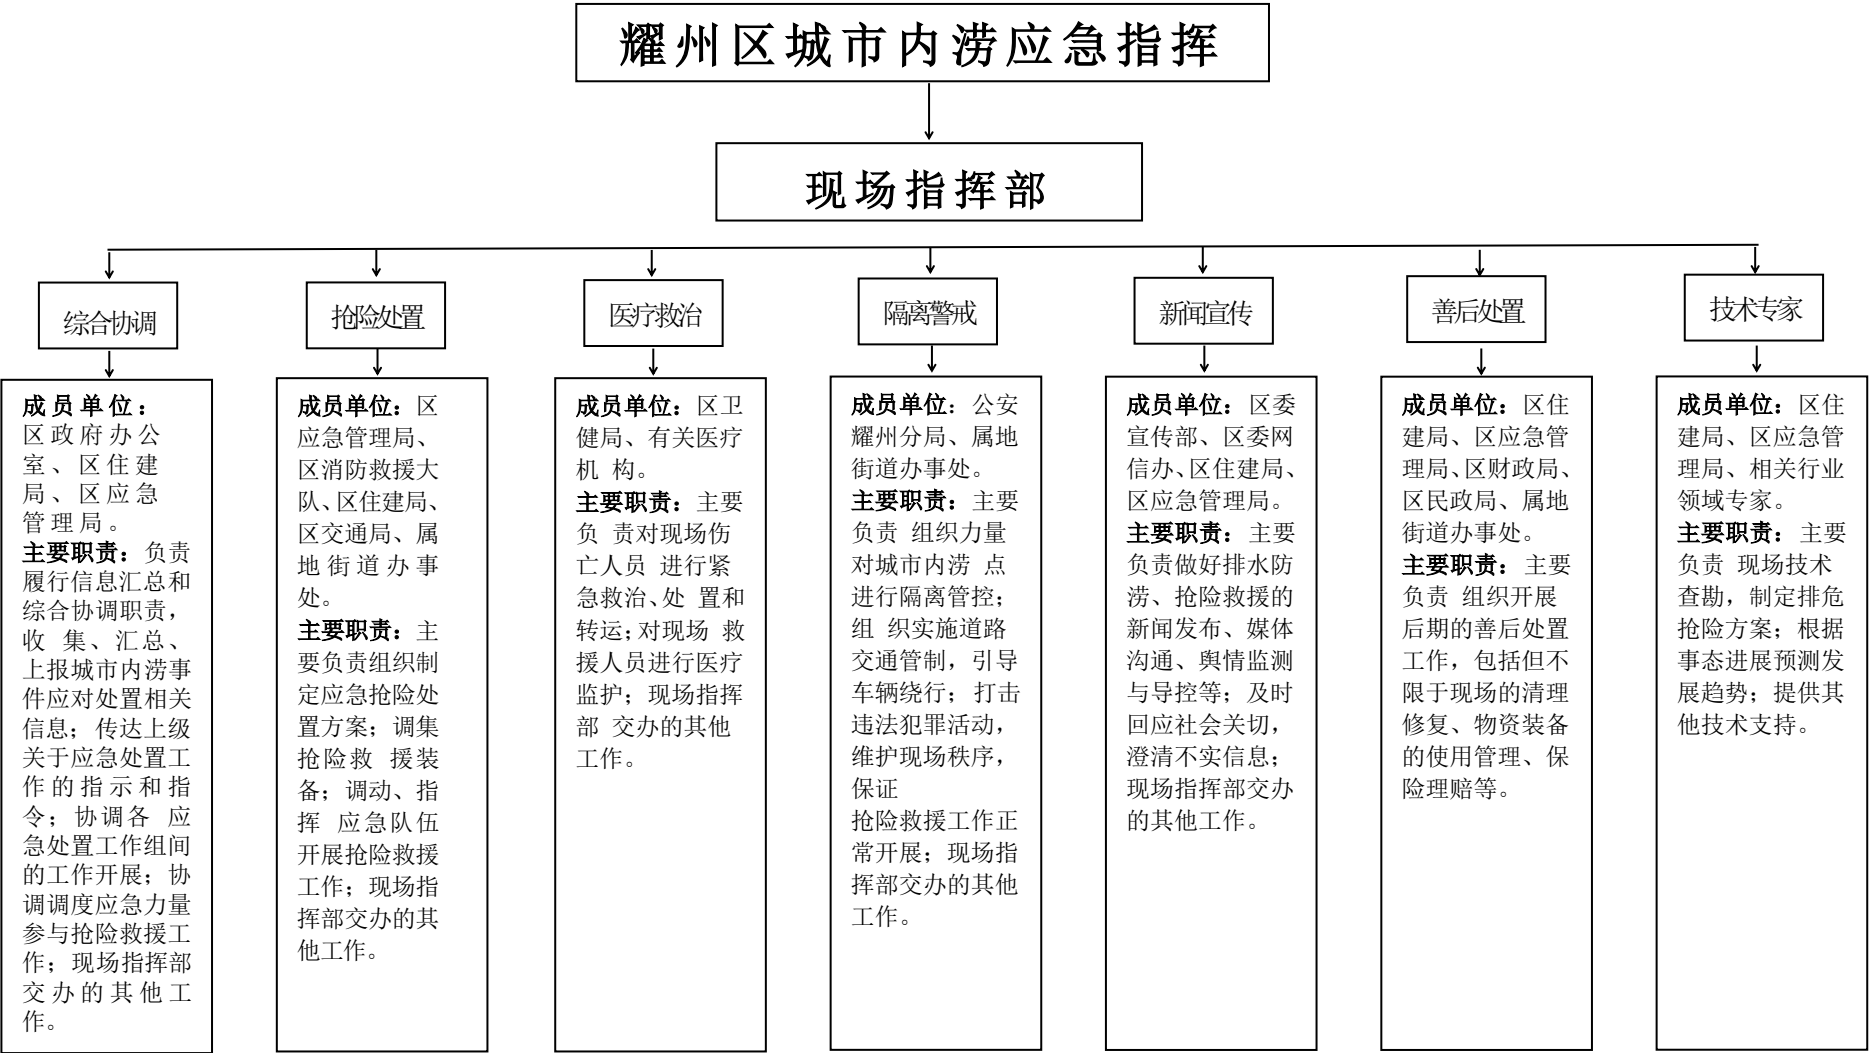 耀州区城市内涝应急指挥
现场指挥部
综合协调
抢险处置
医疗救治
隔离警戒
新闻宣传
善后处置
技术专家
成员单位：
区政府办公
室、区住建
局、区应急
管理局。
主要职责：负责
履行信息汇总和
综合协调职责，
收 集、汇总、
上报城市内涝事
件应对处置相关
信息；传达上级
关于应急处置工
作的指示和指
令；协调各 应
急处置工作组间
的工作开展；协
调调度应急力量
参与抢险救援工
作；现场指挥部
交办的其他工
作。
成员单位：区
应急管理局、
区消防救援大
队、区住建局、
区交通局、属
地街道办事
处。
主要职责：主
要负责组织制
定应急抢险处
置方案；调集
抢险救 援装
备；调动、指
挥 应急队伍
开展抢险救援
工作；现场指
挥部交办的其
他工作。
成员单位：区卫
健局、有关医疗
机 构。
主要职责：主要
负 责对现场伤
亡人员 进行紧
急救治、处 置和
转运；对现场 救
援人员进行医疗
监护；现场指挥
部 交办的其他
工作。
成员单位：公安
耀州分局、属地
街道办事处。
主要职责：主要
负责 组织力量
对城市内涝 点
进行隔离管控；
组 织实施道路
交通管制，引导
车辆绕行；打击
违法犯罪活动，
维护现场秩序，
保证
抢险救援工作正
常开展；现场指
挥部交办的其他
工作。
成员单位：区委
宣传部、区委网
信办、区住建局、
区应急管理局。
主要职责：主要
负责做好排水防
涝、抢险救援的
新闻发布、媒体
沟通、舆情监测
与导控等；及时
回应社会关切，
澄清不实信息；
现场指挥部交办
的其他工作。
成员单位：区住
建局、区应急管
理局、区财政局、
区民政局、属地
街道办事处。
主要职责：主要
负责 组织开展
后期的善后处置
工作，包括但不
限于现场的清理
修复、物资装备
的使用管理、保
险理赔等。
成员单位：区住
建局、区应急管
理局、相关行业
领域专家。
主要职责：主要
负责 现场技术
查勘，制定排危
抢险方案；根据
事态进展预测发
展趋势；提供其
他技术支持。